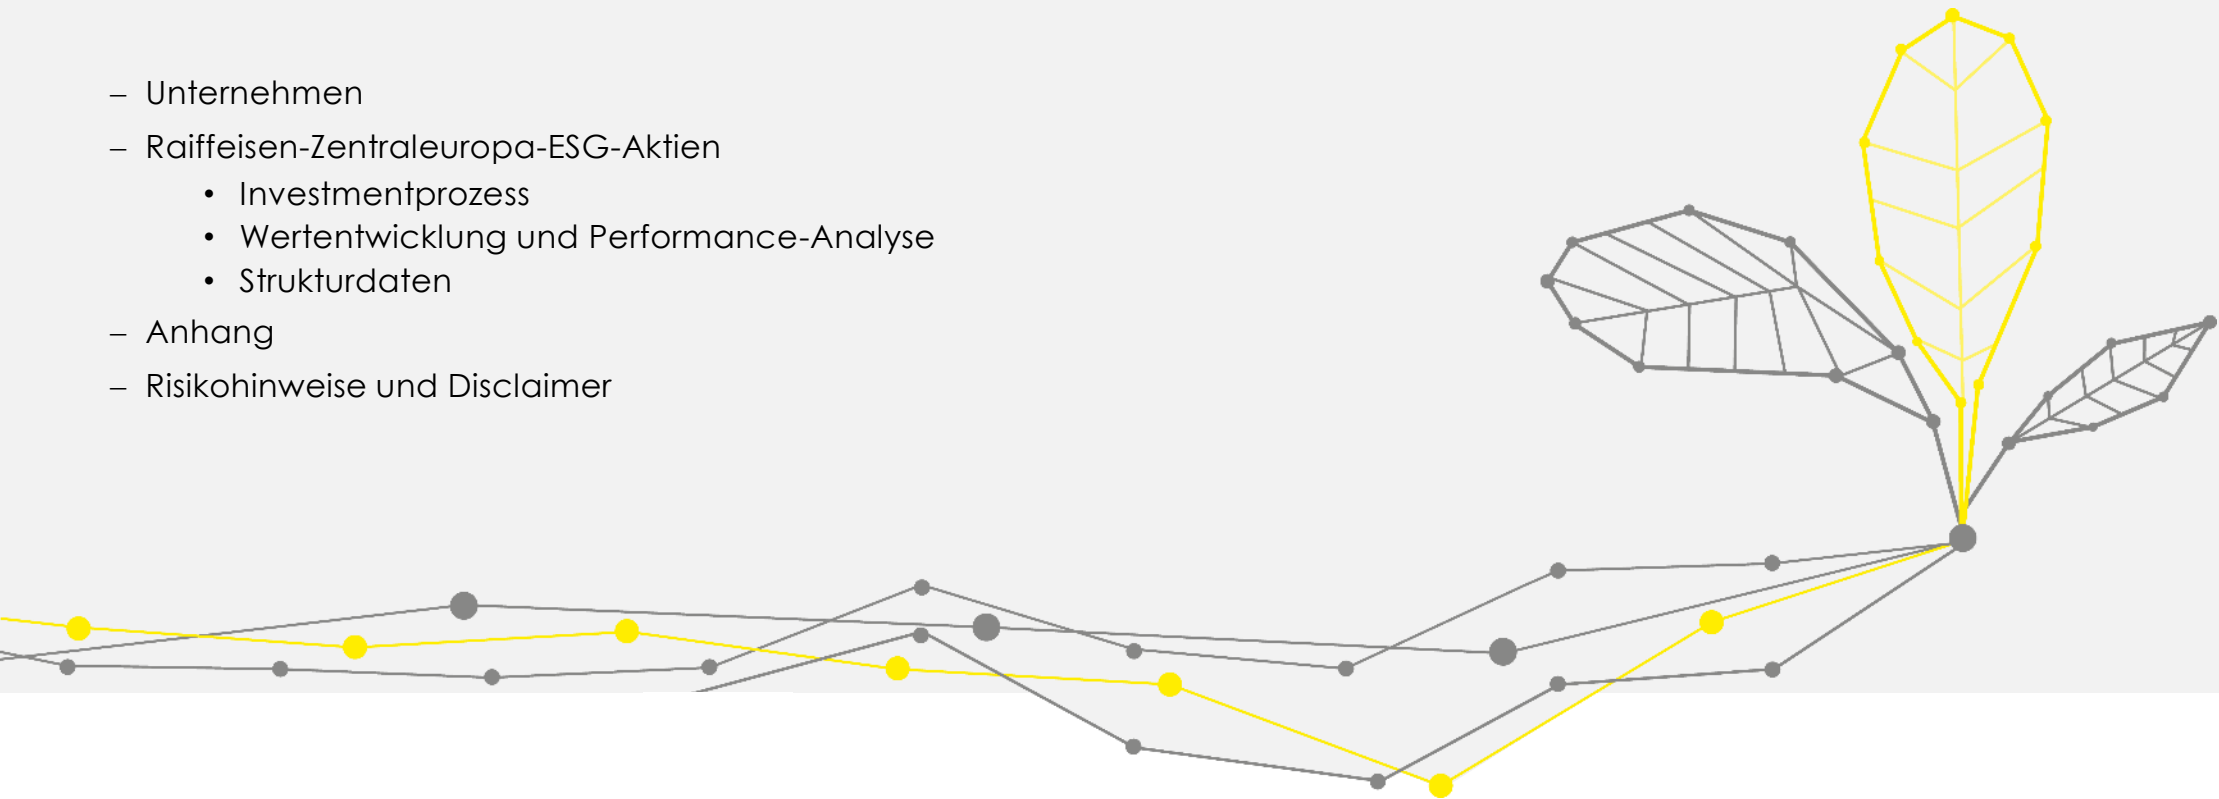 – Unternehmen
– Raiffeisen-Zentraleuropa-ESG-Aktien
• Investmentprozess
• Wertentwicklung und Performance-Analyse
• Strukturdaten
– Anhang
– Risikohinweise und Disclaimer